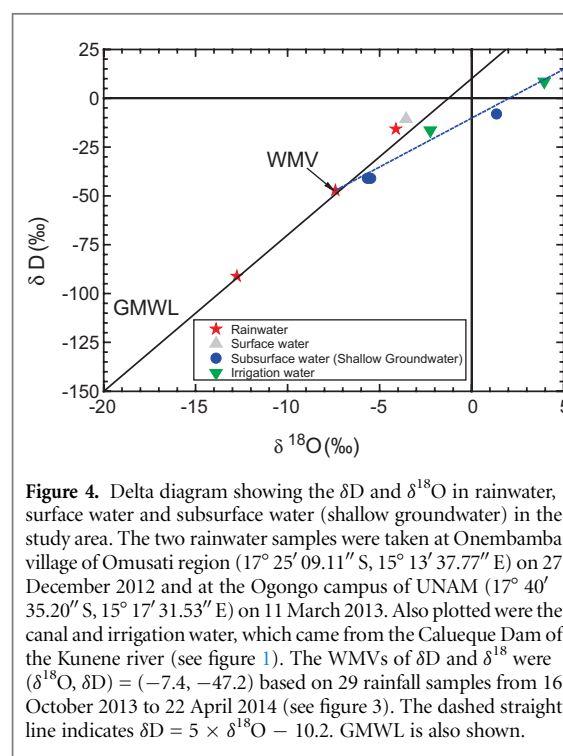 25
0
-25
-50
-75
-100
-125
-150
δ D (‰)
WMV
GMWL
Rainwater
Surface water
Subsurface water (Shallow Groundwater)
Irrigation water
-20 -15 -10 -5 0 5
δ ¹⁸O (‰)
Figure 4. Delta diagram showing the δD and δ¹⁸O in rainwater,
surface water and subsurface water (shallow groundwater) in the
study area. The two rainwater samples were taken at Onembamba
village of Omusati region (17° 25′ 09.11″ S, 15° 13′ 37.77″ E) on 27
December 2012 and at the Ogongo campus of UNAM (17° 40′
35.20″ S, 15° 17′ 31.53″ E) on 11 March 2013. Also plotted were the
canal and irrigation water, which came from the Calueque Dam of
the Kunene river (see figure 1). The WMVs of δD and δ¹⁸ were
(δ¹⁸O, δD) = (−7.4, −47.2) based on 29 rainfall samples from 16
October 2013 to 22 April 2014 (see figure 3). The dashed straight
line indicates δD = 5 × δ¹⁸O − 10.2. GMWL is also shown.